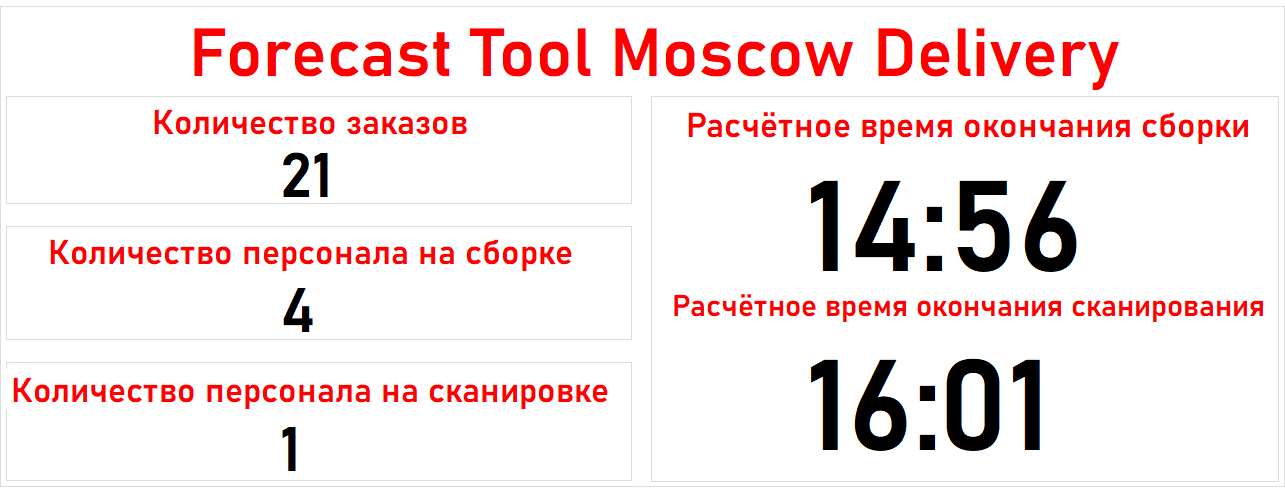 Forecast Tool Moscow Delivery
Количество заказов
21
Количество персонала на сборке
4
Количество персонала на сканировке
1
Расчётное время окончания сборки
14:56
Расчётное время окончания сканирования
16:01